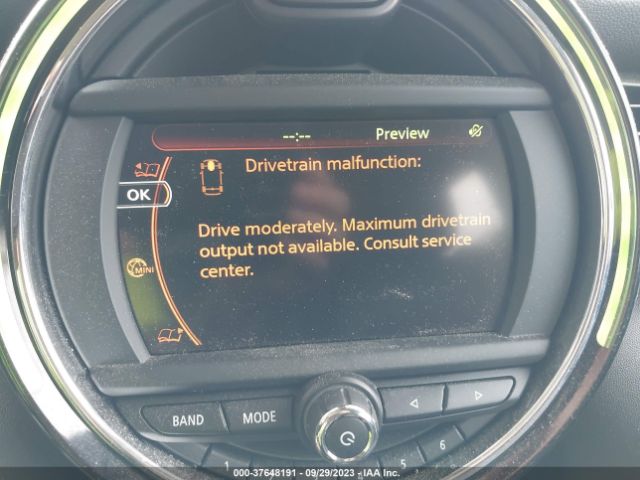 --:-- Preview
Drivetrain malfunction:
OK
Drive moderately. Maximum drivetrain
output not available. Consult service
center.
MINI
BAND MODE
1 5 6
000-37648191 - 09/29/2023 - IAA Inc.